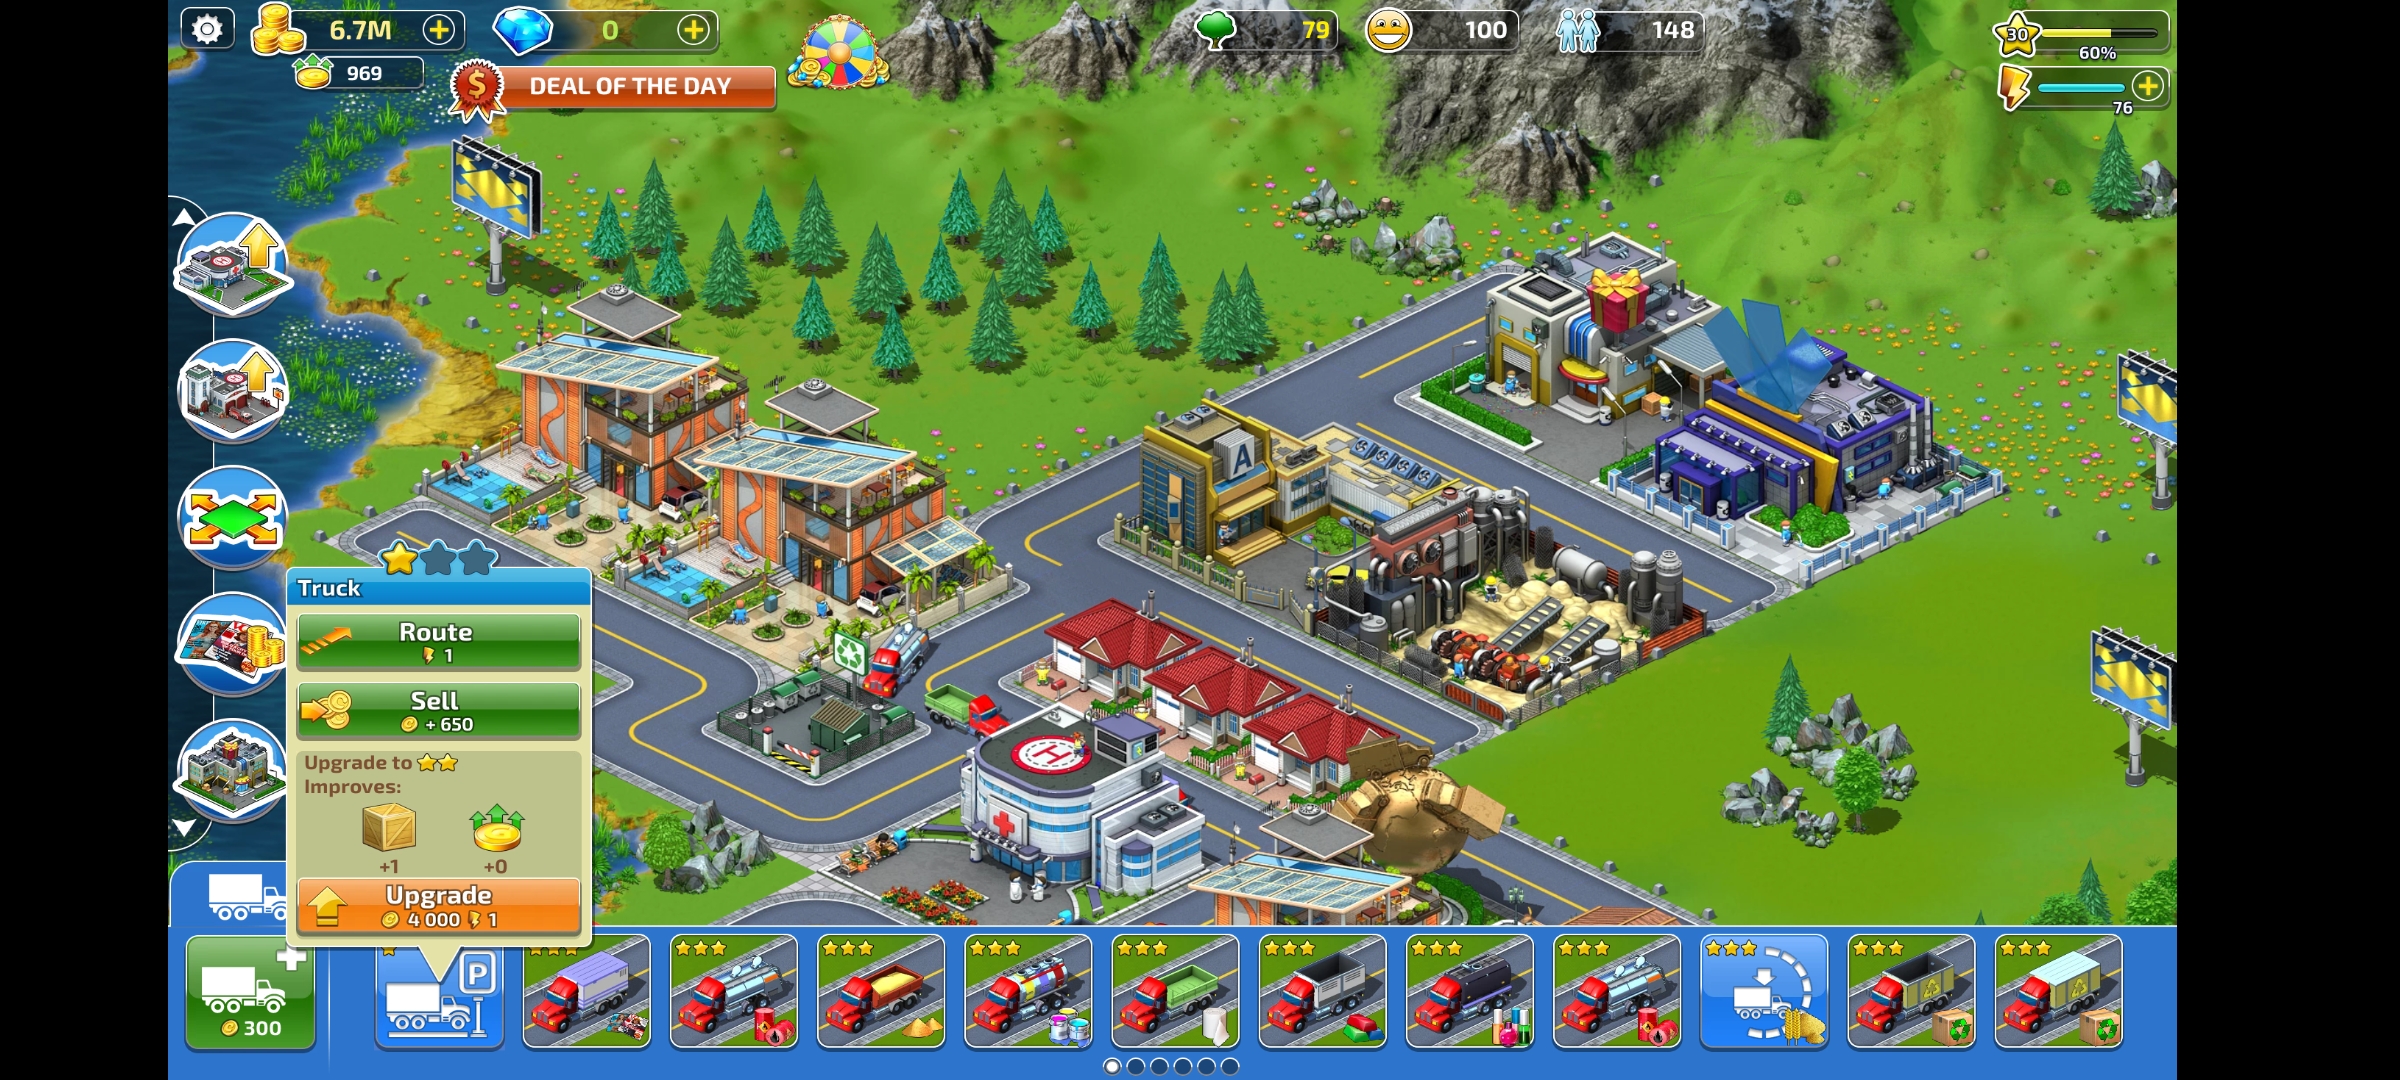 6.7M
0
79
100
148
30
60%
969
DEAL OF THE DAY
76
A
H
Truck
Route
1
Sell
+ 650
Upgrade to
Improves:
+1
+0
Upgrade
4 000 1
P
300